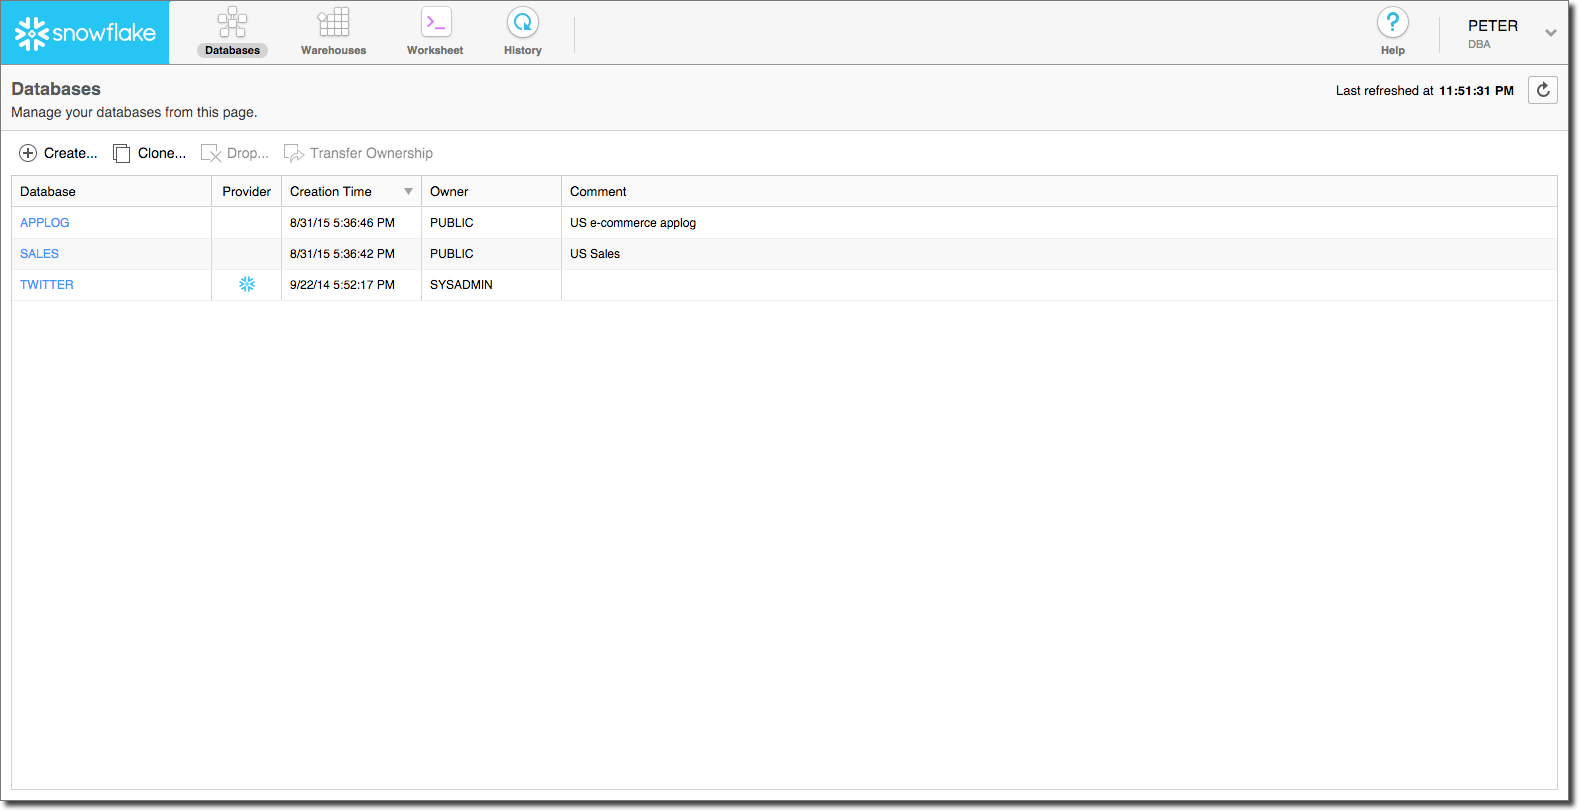 snowflake
Databases Warehouses Worksheet >_ History ? Help PETER
DBA
Databases
Manage your databases from this page.
Last refreshed at 11:51:31 PM
Create... Clone... Drop... Transfer Ownership
Database Provider Creation Time Owner Comment
APPLOG 8/31/15 5:36:46 PM PUBLIC US e-commerce applog
SALES 8/31/15 5:36:42 PM PUBLIC US Sales
TWITTER 9/22/14 5:52:17 PM SYSADMIN